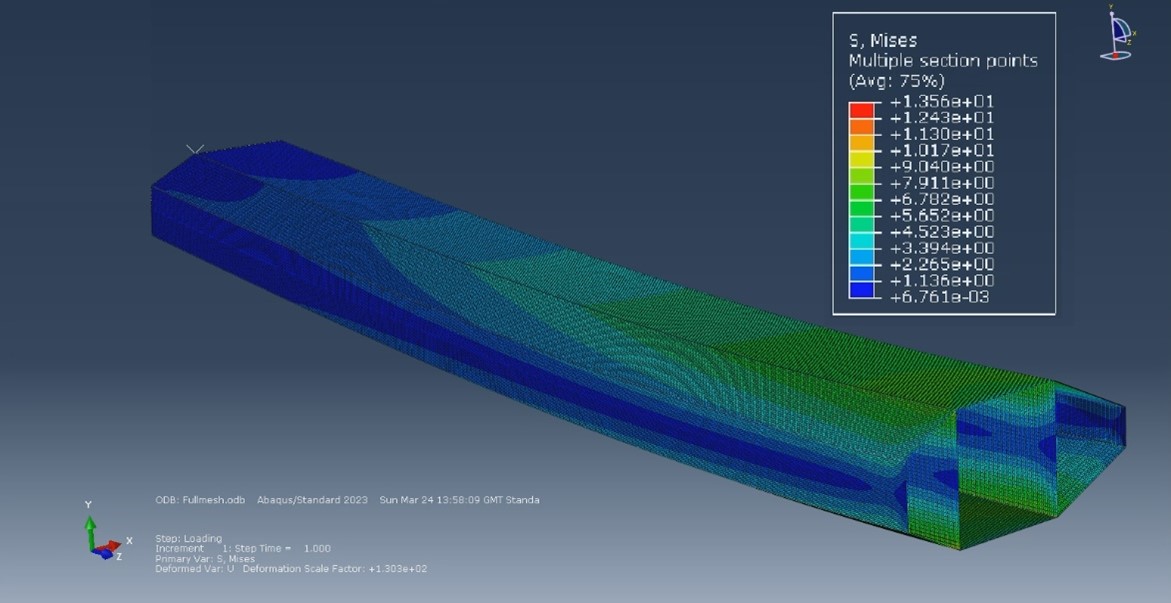 S, Mises
Multiple section points
(Avg: 75%)
+1.356e+01
+1.243e+01
+1.130e+01
+1.017e+01
+9.040e+00
+7.911e+00
+6.782e+00
+5.652e+00
+4.523e+00
+3.394e+00
+2.265e+00
+1.136e+00
+6.761e-03
Y
X
Z
ODB: Fullmesh.odb Abaqus/Standard 2023 Sun Mar 24 13:58:09 GMT Standa
Y
X
Z
Step: Loading
Increment 1: Step Time = 1.000
Primary Var: S, Mises
Deformed Var: U Deformation Scale Factor: +1.303e+02